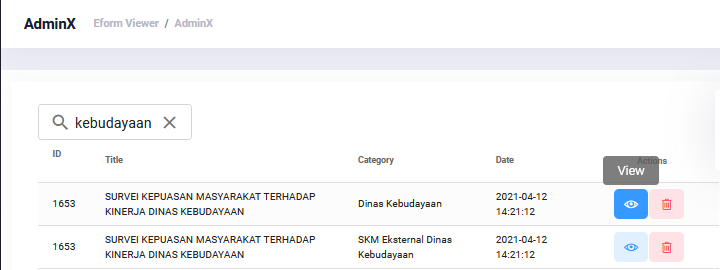 AdminX Eform Viewer / AdminX
kebudayaan
ID Title Category Date Actions
View
1653 SURVEI KEPUASAN MASYARAKAT TERHADAP KINERJA DINAS KEBUDAYAAN Dinas Kebudayaan 2021-04-12 14:21:12
1653 SURVEI KEPUASAN MASYARAKAT TERHADAP KINERJA DINAS KEBUDAYAAN SKM Eksternal Dinas Kebudayaan 2021-04-12 14:21:12